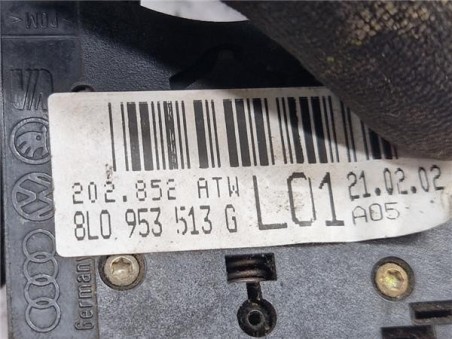 202.852 ATW
8L0 953 513 G
L01
21.02.02
A05
germany